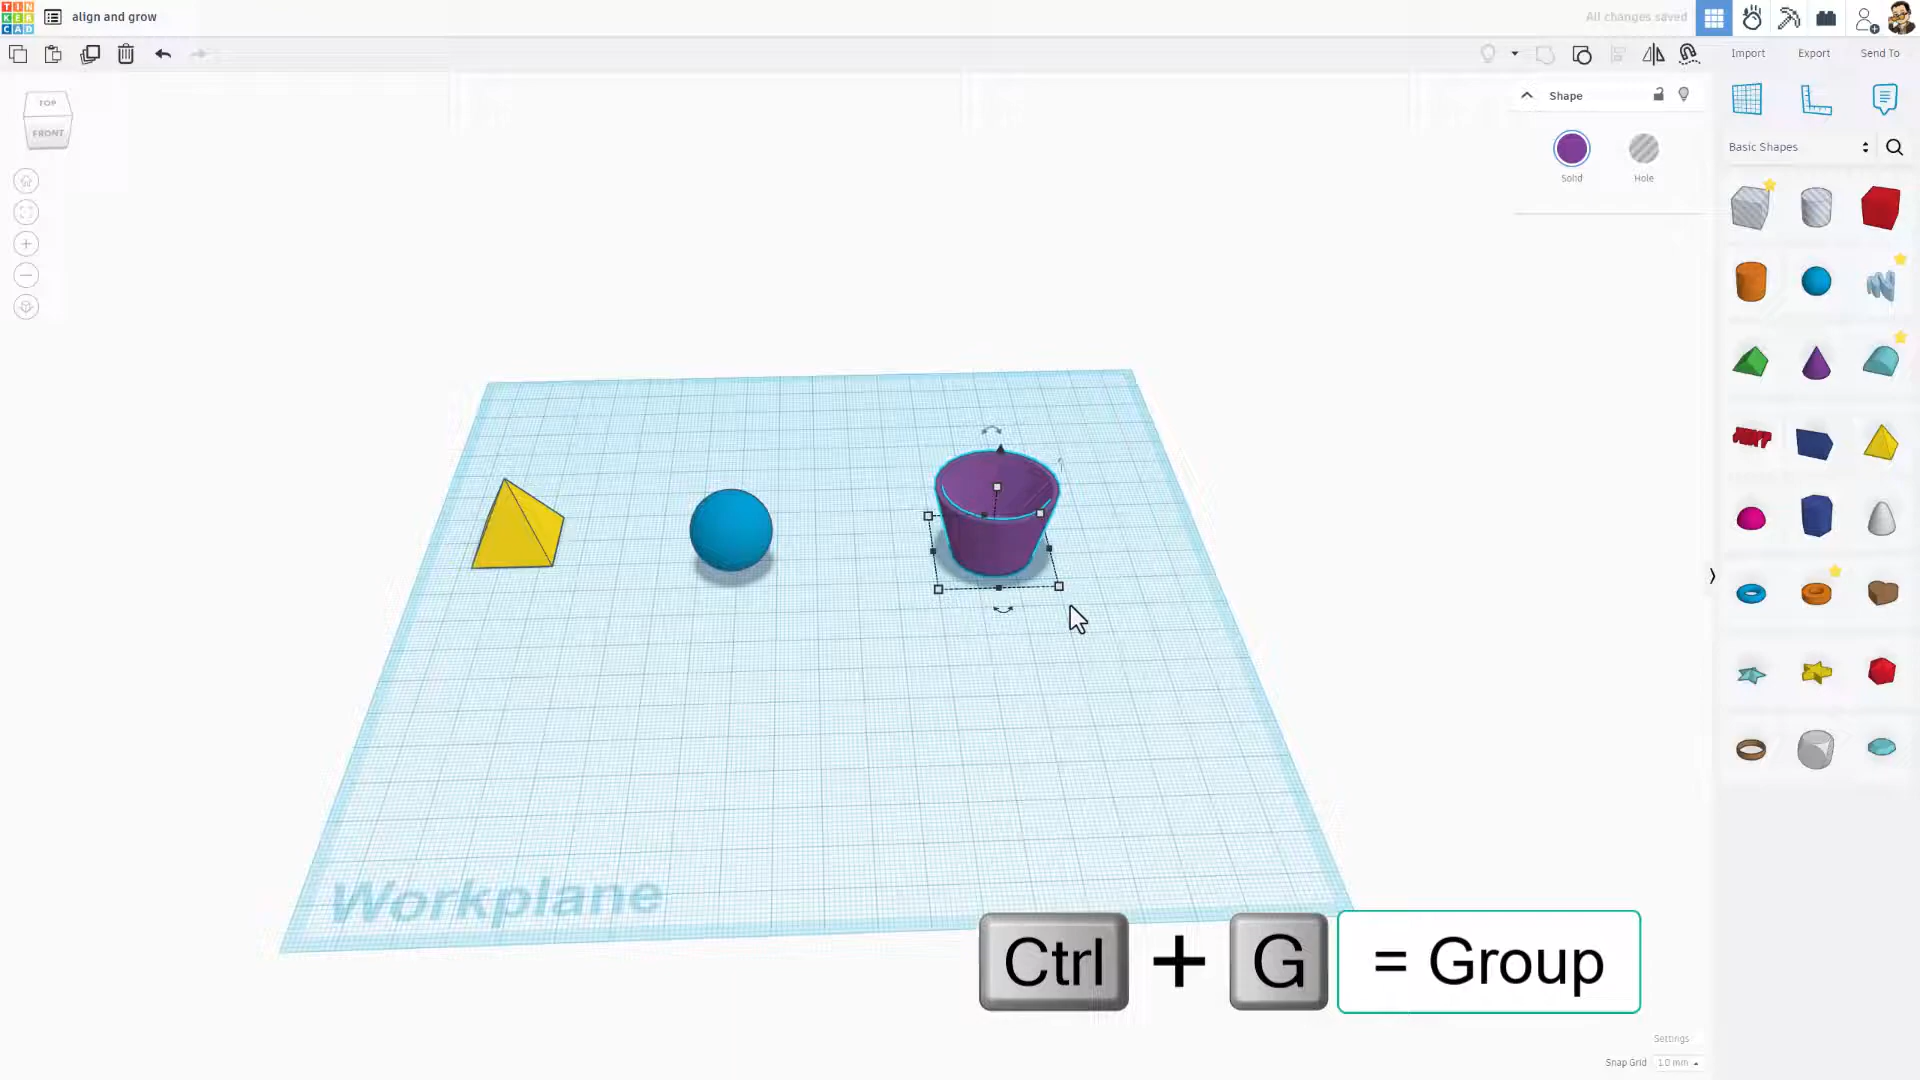 TIN
KER
CAD
align and grow
All changes saved
Import
Export
Send To
TOP
FRONT
Shape
Solid
Hole
Basic Shapes
Workplane
Ctrl + G = Group
Settings
Snap Grid 1.0 mm